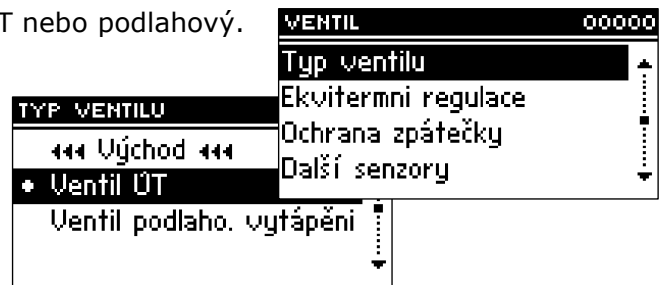 T nebo podlahový.
VENTIL 00000
Typ ventilu
Ekvitermni regulace
Ochrana zpátečky
Další senzory
TYP VENTILU
Východ
Ventil ÚT
Ventil podlaho. vytápěni